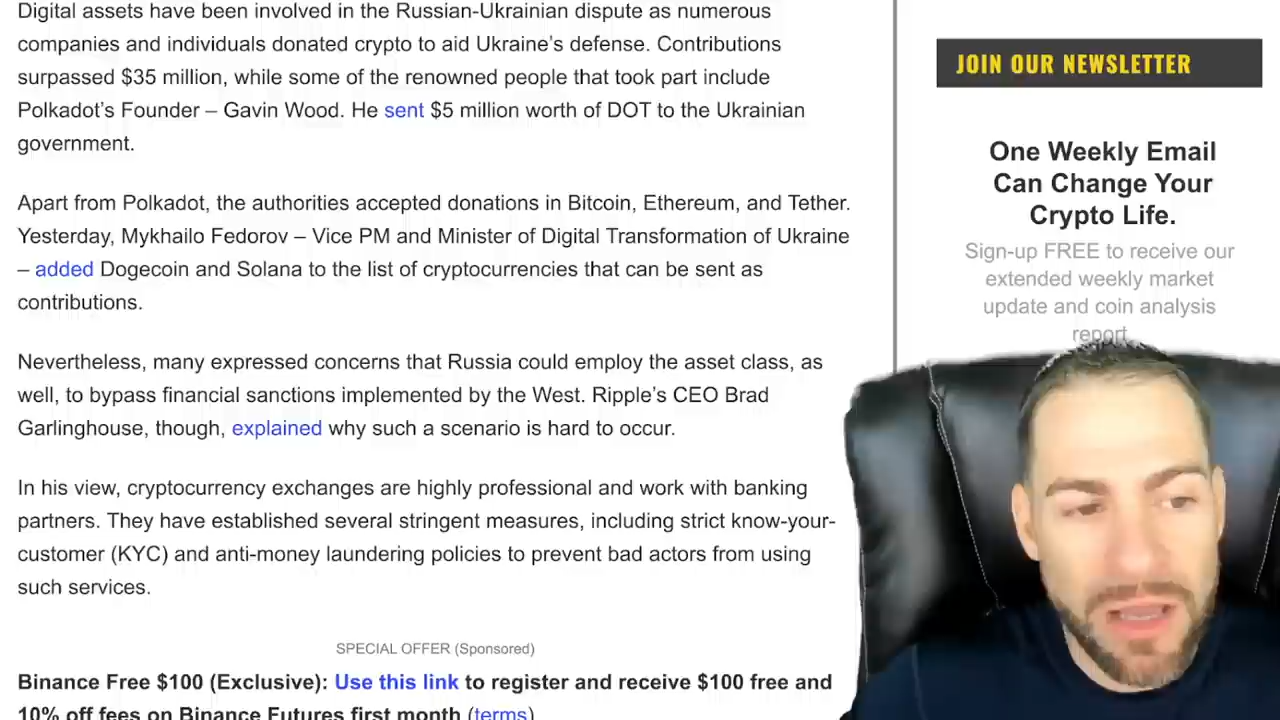 Digital assets have been involved in the Russian-Ukrainian dispute as numerous
companies and individuals donated crypto to aid Ukraine’s defense. Contributions
surpassed $35 million, while some of the renowned people that took part include
Polkadot’s Founder – Gavin Wood. He sent $5 million worth of DOT to the Ukrainian
government.
Apart from Polkadot, the authorities accepted donations in Bitcoin, Ethereum, and Tether.
Yesterday, Mykhailo Fedorov – Vice PM and Minister of Digital Transformation of Ukraine
– added Dogecoin and Solana to the list of cryptocurrencies that can be sent as
contributions.
Nevertheless, many expressed concerns that Russia could employ the asset class, as
well, to bypass financial sanctions implemented by the West. Ripple’s CEO Brad
Garlinghouse, though, explained why such a scenario is hard to occur.
In his view, cryptocurrency exchanges are highly professional and work with banking
partners. They have established several stringent measures, including strict know-your-
customer (KYC) and anti-money laundering policies to prevent bad actors from using
such services.
SPECIAL OFFER (Sponsored)
Binance Free $100 (Exclusive): Use this link to register and receive $100 free and
10% off fees on Binance Futures first month (terms)
JOIN OUR NEWSLETTER
One Weekly Email
Can Change Your
Crypto Life.
Sign-up FREE to receive our
extended weekly market
update and coin analysis
report